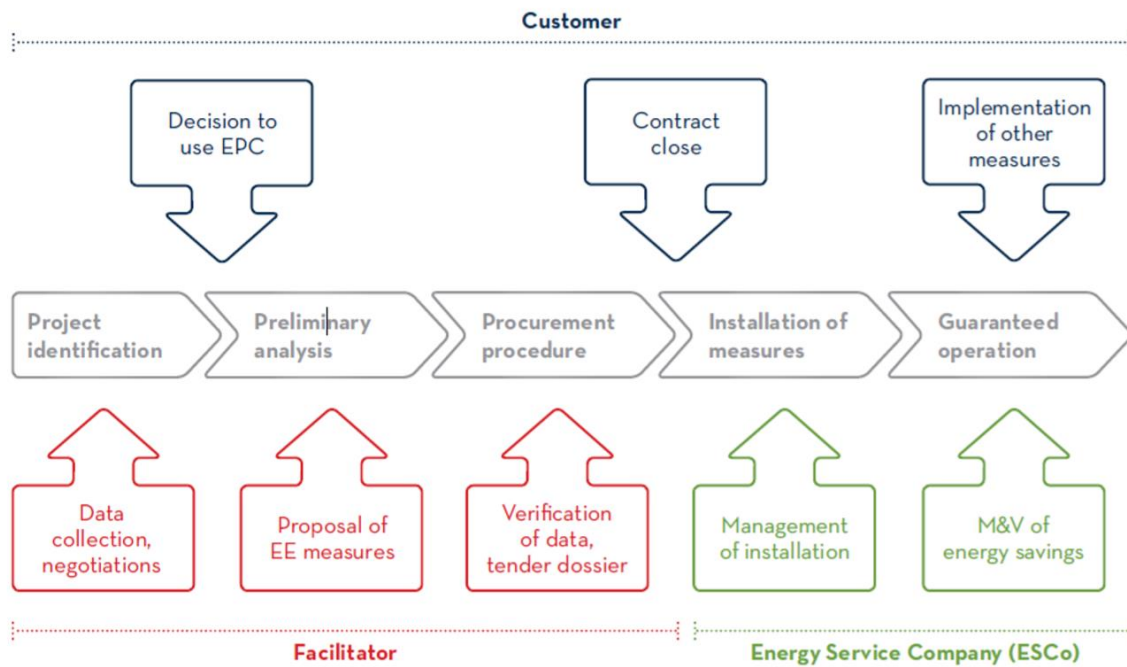 Customer
Decision to
use EPC
Contract
close
Implementation
of other
measures
Project
identification
Preliminary
analysis
Procurement
procedure
Installation of
measures
Guaranteed
operation
Data
collection,
negotiations
Proposal of
EE measures
Verification
of data,
tender dossier
Management
of installation
M&V of
energy savings
Facilitator
Energy Service Company (ESCo)